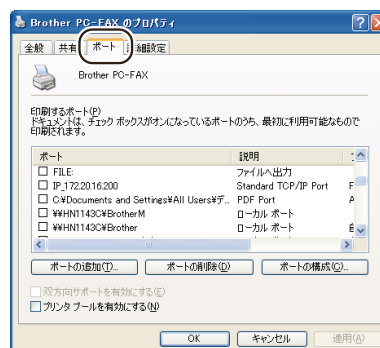 Brother PC-FAX のプロパティ
全般 共有 ポート 詳細設定
Brother PC-FAX
印刷するポート(P)
ドキュメントは、チェック ボックスがオンになっているポートのうち、最初に利用可能なもので
印刷されます。
ポート 説明
FILE: ファイルへ出力
IP_172.20.16.200 Standard TCP/IP Port F
C:¥Documents and Settings¥All Users¥デ... PDF Port A
¥¥HN1143C¥BrotherM ローカル ポート
¥¥HN1143C¥Brother ローカル ポート
ポートの追加(T)... ポートの削除(D) ポートの構成(C)...
双方向サポートを有効にする(E)
プリンタ プールを有効にする(N)
OK キャンセル 適用(A)